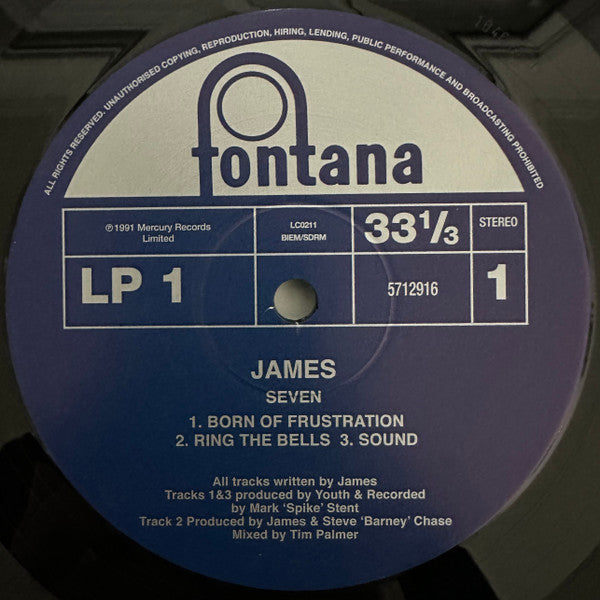 ALL RIGHTS RESERVED. UNAUTHORISED COPYING, REPRODUCTION, HIRING, LENDING, PUBLIC PERFORMANCE AND BROADCASTING PROHIBITED
fontana
℗1991 Mercury Records
Limited
LC0211
BIEM/SDRM
33 1/3
STEREO
LP 1
5712916
1
JAMES
SEVEN
1. BORN OF FRUSTRATION
2. RING THE BELLS 3. SOUND
All tracks written by James
Tracks 1&3 produced by Youth & Recorded
by Mark 'Spike' Stent
Track 2 Produced by James & Steve 'Barney' Chase
Mixed by Tim Palmer